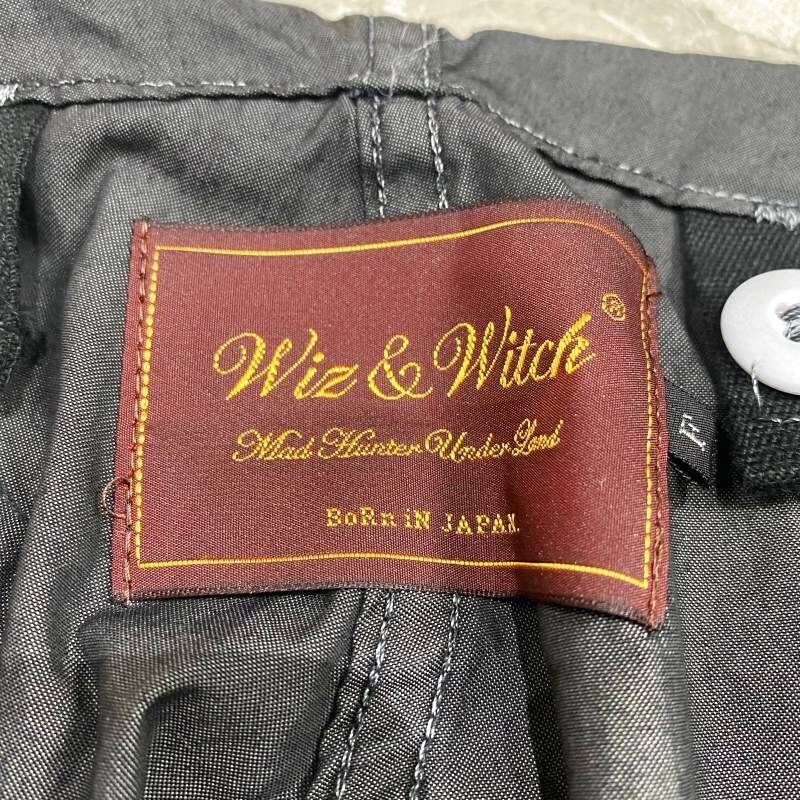 Wiz & Witch ®
Mad Hunter Under Land
BoRn iN JAPAN.
F